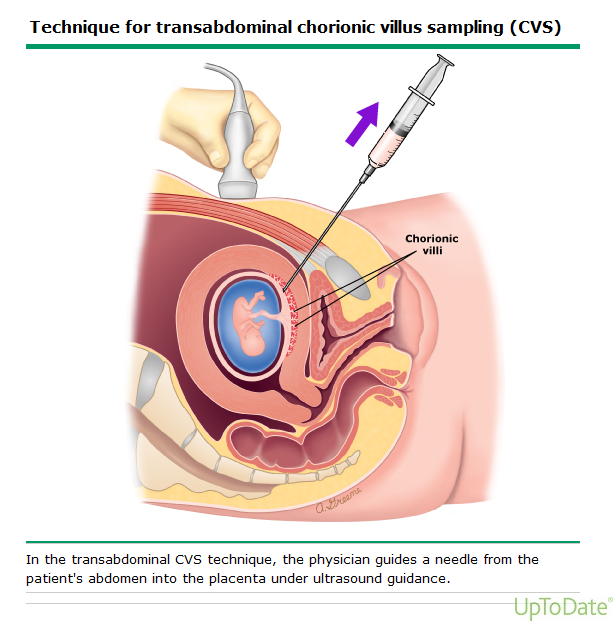 Technique for transabdominal chorionic villus sampling (CVS)
Chorionic
villi
A.Greene
In the transabdominal CVS technique, the physician guides a needle from the
patient's abdomen into the placenta under ultrasound guidance.
UpToDate®